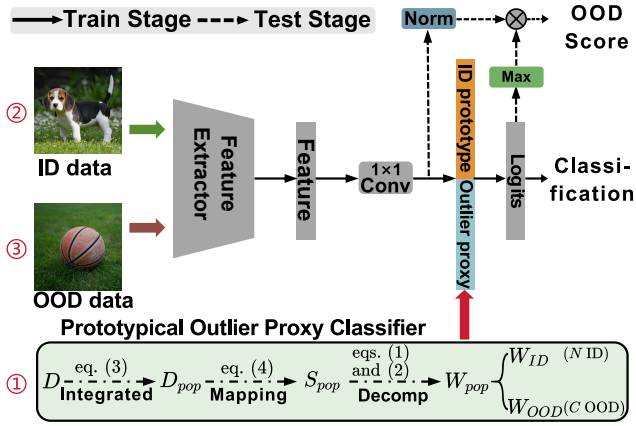 Train Stage
Test Stage
Norm
⊗
OOD
Score
Max
②
ID data
Feature
Extractor
Feature
1×1
Conv
ID prototype
Outlier proxy
Logits
Classi-
fication
③
OOD data
Prototypical Outlier Proxy Classifier
①
D
eq. (3)
Integrated
D_pop
eq. (4)
Mapping
S_pop
eqs. (1)
and (2)
Decomp
W_pop
W_ID (N ID)
W_OOD(C OOD)